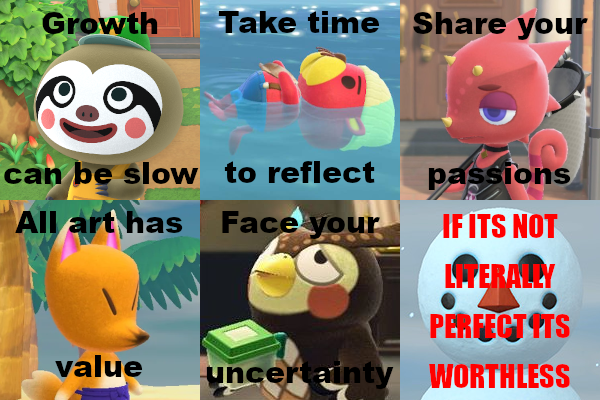 Growth
can be slow
Take time
to reflect
Share your
passions
All art has
value
Face your
uncertainty
IF ITS NOT
LITERALLY
PERFECT ITS
WORTHLESS